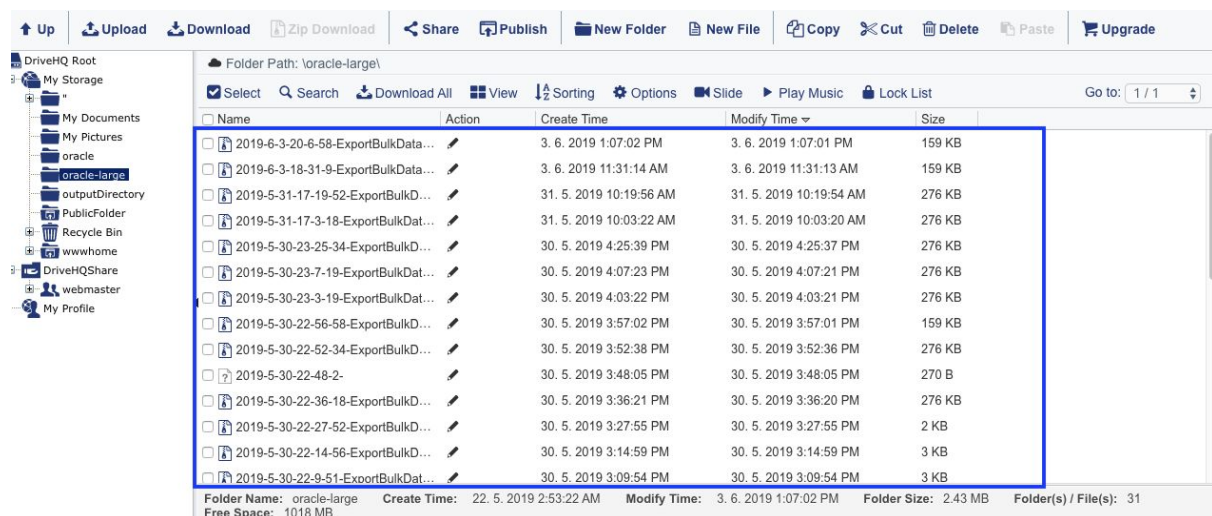 Up Upload Download Zip Download Share Publish New Folder New File Copy Cut Delete Paste Upgrade
DriveHQ Root
My Storage
"
My Documents
My Pictures
oracle
oracle-large
outputDirectory
PublicFolder
Recycle Bin
wwwhome
DriveHQShare
webmaster
My Profile
Folder Path: \oracle-large\
Select Search Download All View Sorting Options Slide Play Music Lock List Go to: 1 / 1
Name Action Create Time Modify Time Size
2019-6-3-20-6-58-ExportBulkData... 3. 6. 2019 1:07:02 PM 3. 6. 2019 1:07:01 PM 159 KB
2019-6-3-18-31-9-ExportBulkData... 3. 6. 2019 11:31:14 AM 3. 6. 2019 11:31:13 AM 159 KB
2019-5-31-17-19-52-ExportBulkD... 31. 5. 2019 10:19:56 AM 31. 5. 2019 10:19:54 AM 276 KB
2019-5-31-17-3-18-ExportBulkDat... 31. 5. 2019 10:03:22 AM 31. 5. 2019 10:03:20 AM 276 KB
2019-5-30-23-25-34-ExportBulkD... 30. 5. 2019 4:25:39 PM 30. 5. 2019 4:25:37 PM 276 KB
2019-5-30-23-7-19-ExportBulkDat... 30. 5. 2019 4:07:23 PM 30. 5. 2019 4:07:21 PM 276 KB
2019-5-30-23-3-19-ExportBulkDat... 30. 5. 2019 4:03:22 PM 30. 5. 2019 4:03:21 PM 276 KB
2019-5-30-22-56-58-ExportBulkD... 30. 5. 2019 3:57:02 PM 30. 5. 2019 3:57:01 PM 159 KB
2019-5-30-22-52-34-ExportBulkD... 30. 5. 2019 3:52:38 PM 30. 5. 2019 3:52:36 PM 276 KB
2019-5-30-22-48-2- 30. 5. 2019 3:48:05 PM 30. 5. 2019 3:48:05 PM 270 B
2019-5-30-22-36-18-ExportBulkD... 30. 5. 2019 3:36:21 PM 30. 5. 2019 3:36:20 PM 276 KB
2019-5-30-22-27-52-ExportBulkD... 30. 5. 2019 3:27:55 PM 30. 5. 2019 3:27:55 PM 2 KB
2019-5-30-22-14-56-ExportBulkD... 30. 5. 2019 3:14:59 PM 30. 5. 2019 3:14:59 PM 3 KB
2019-5-30-22-9-51-ExportBulkDat... 30. 5. 2019 3:09:54 PM 30. 5. 2019 3:09:54 PM 3 KB
Folder Name: oracle-large Create Time: 22. 5. 2019 2:53:22 AM Modify Time: 3. 6. 2019 1:07:02 PM Folder Size: 2.43 MB Folder(s) / File(s): 31
Free Space: 1018 MB